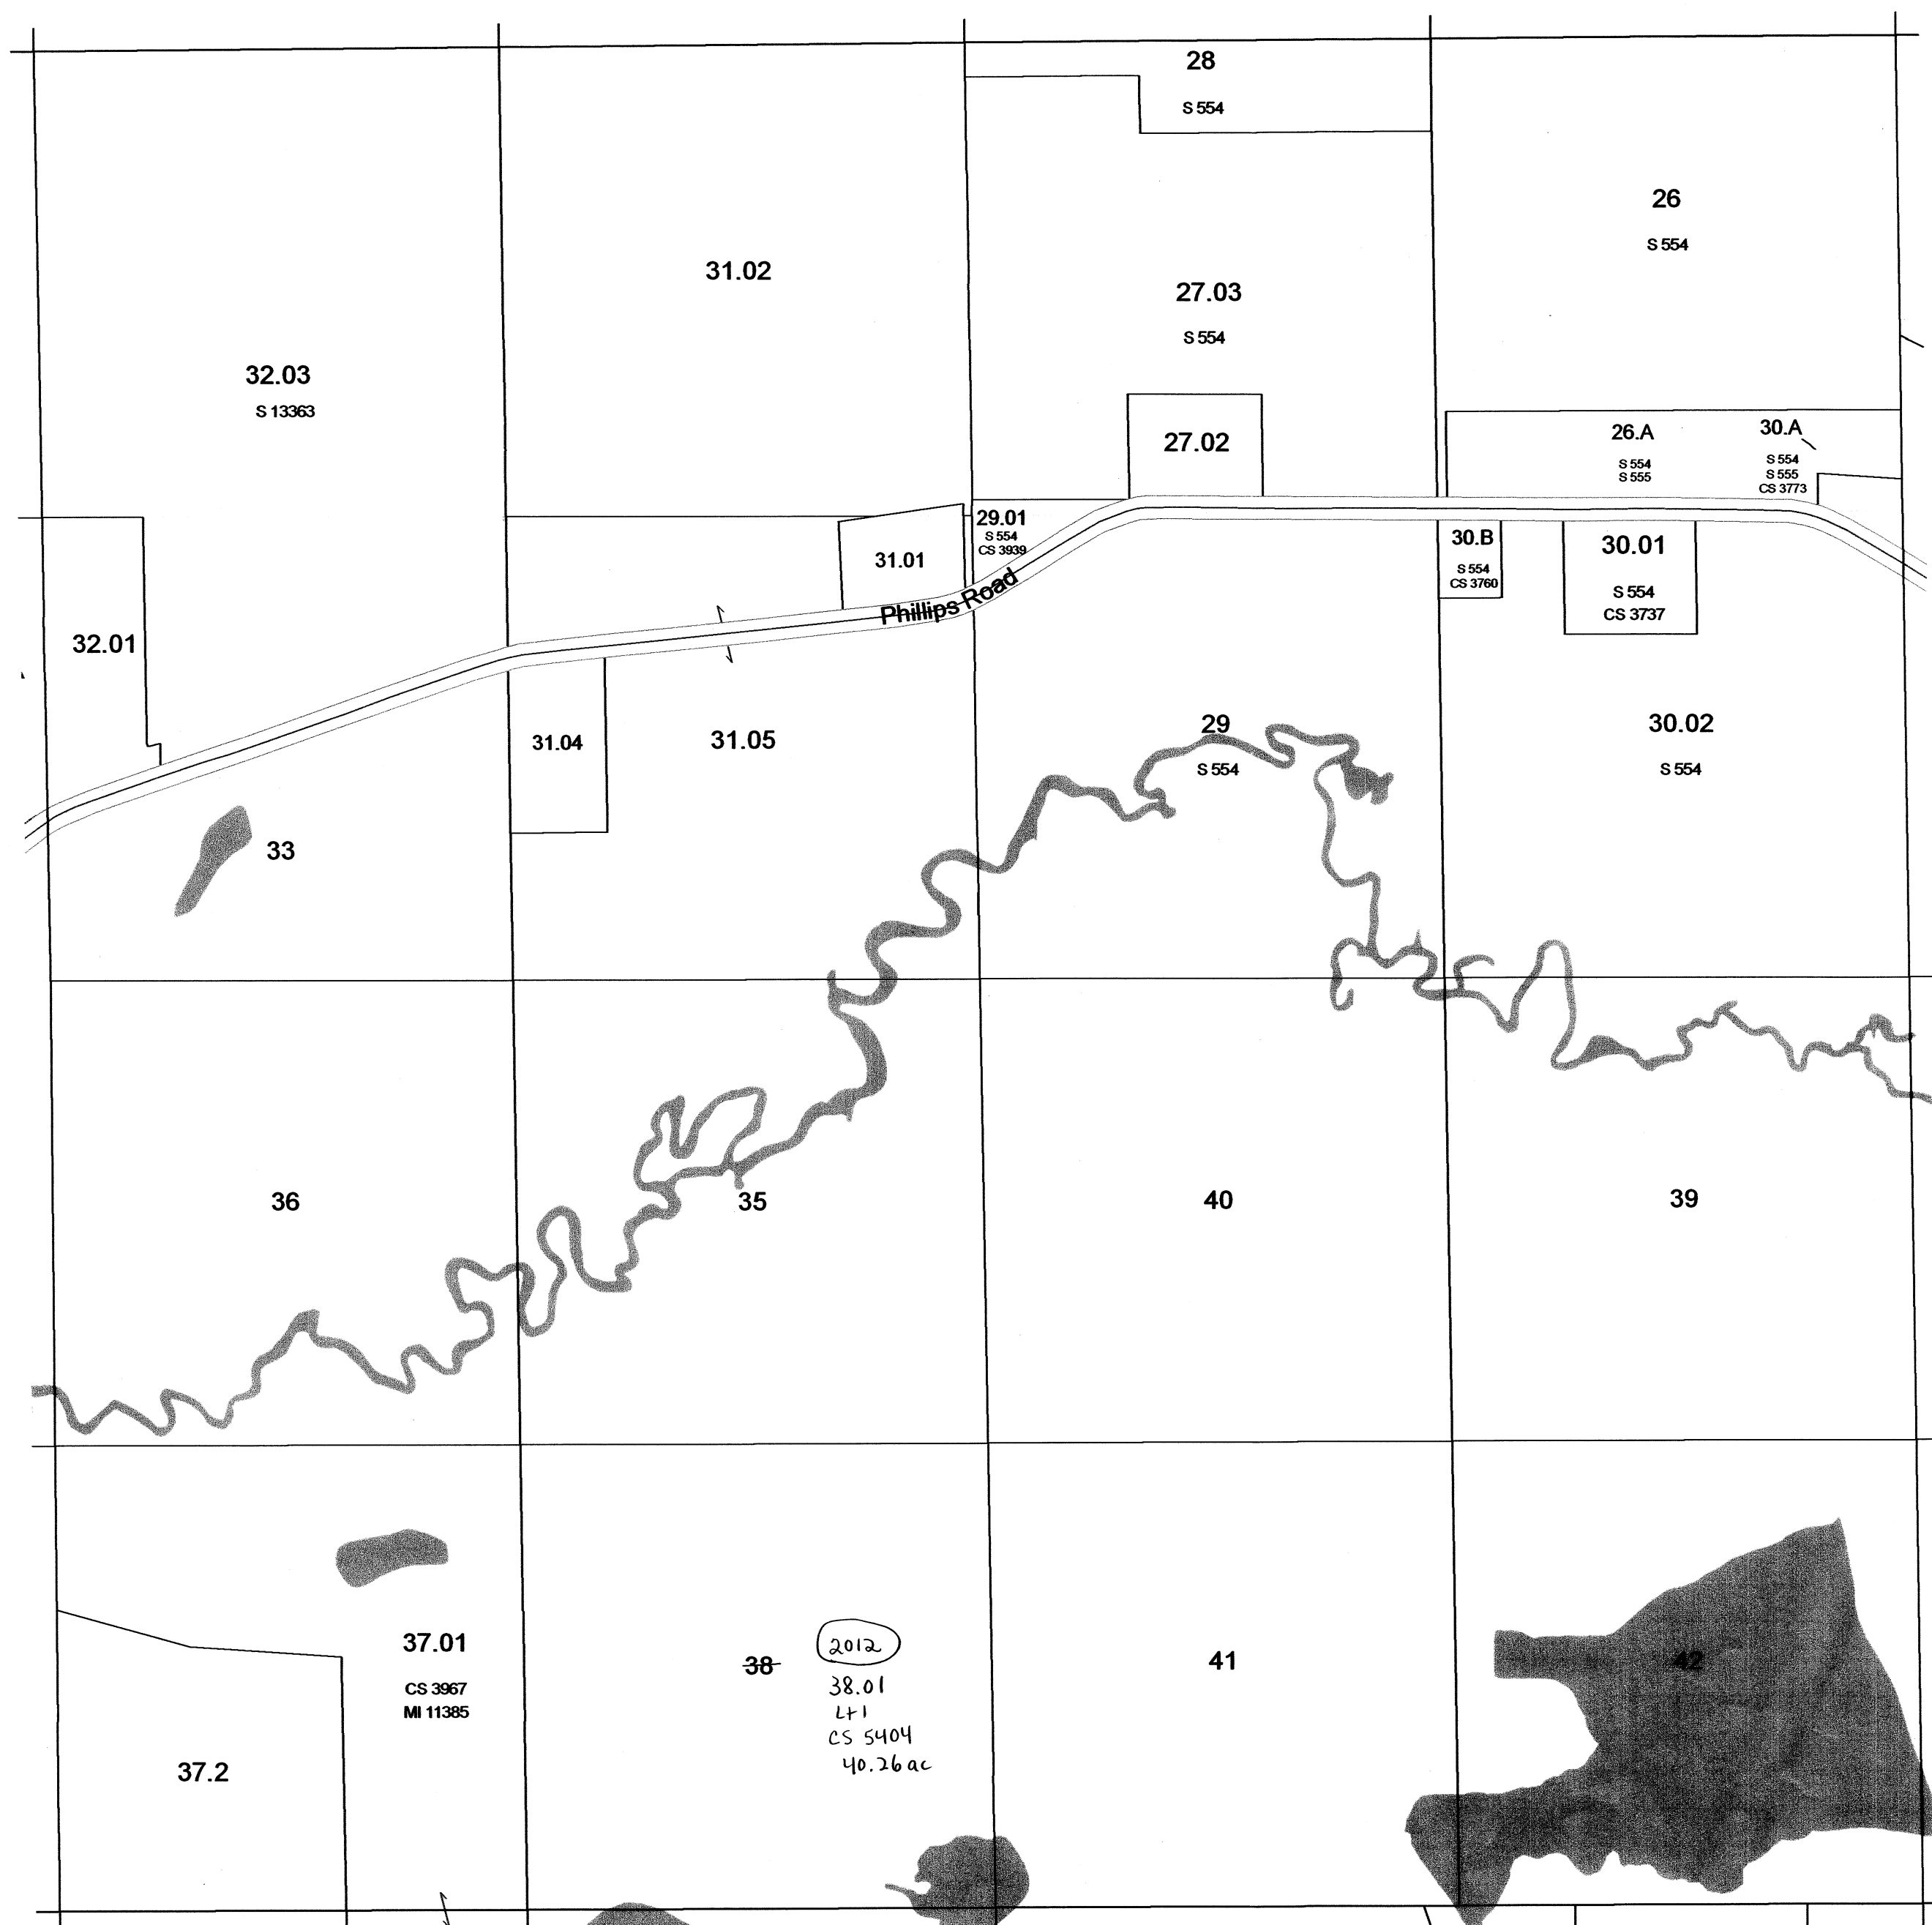 28
S 554
26
S 554
31.02
27.03
S 554
32.03
S 13363
27.02
26.A
S 554
S 555
30.A
S 554
S 555
CS 3773
29.01
S 554
CS 3939
31.01
30.B
S 554
CS 3760
30.01
S 554
CS 3737
Phillips Road
32.01
31.04
31.05
29
S 554
30.02
S 554
33
36
35
40
39
37.01
CS 3967
MI 11385
38
2012
38.01
Lt 1
CS 5404
40.26 ac
41
42
37.2